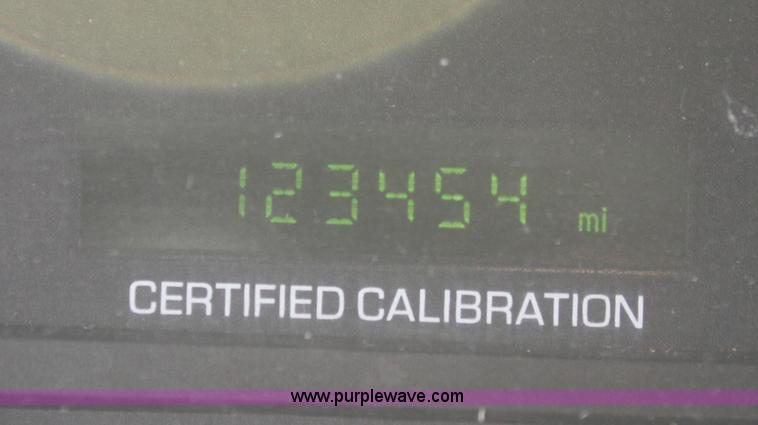 123454 mi
CERTIFIED CALIBRATION
www.purplewave.com